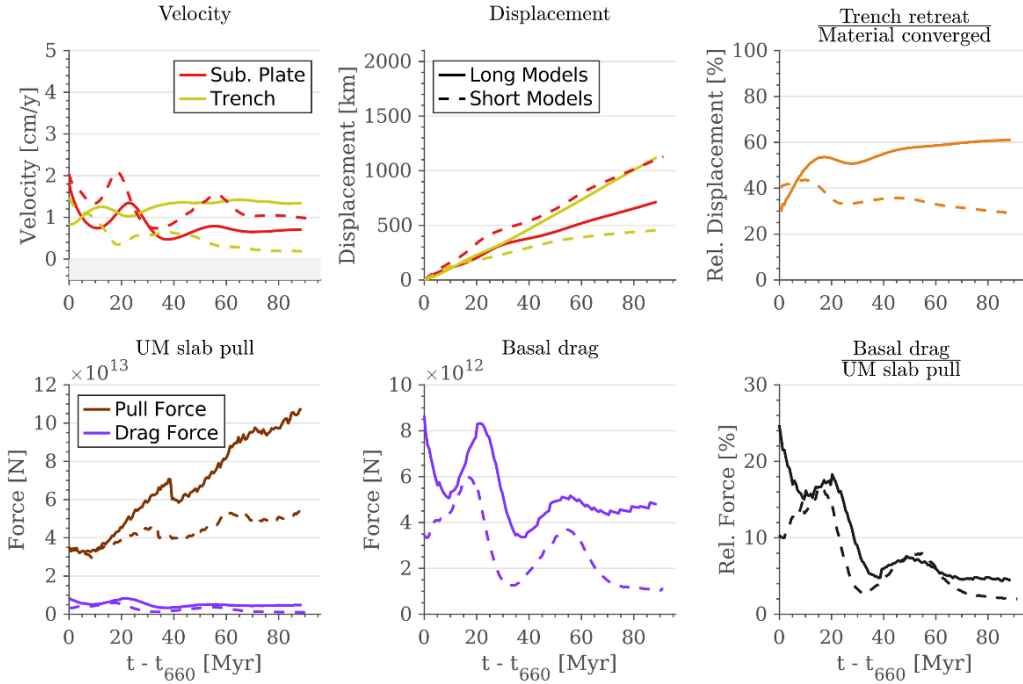 Velocity
Velocity [cm/y]
5
4
3
2
1
0
0 20 40 60 80
Sub. Plate
Trench
Displacement
Displacement [km]
2000
1500
1000
500
0
0 20 40 60 80
Long Models
Short Models
Trench retreat
Material converged
Rel. Displacement [%]
100
80
60
40
20
0
0 20 40 60 80
UM slab pull
×10^13
Force [N]
12
10
8
6
4
2
0
0 20 40 60 80
t - t_660 [Myr]
Pull Force
Drag Force
Basal drag
×10^12
Force [N]
10
8
6
4
2
0
0 20 40 60 80
t - t_660 [Myr]
Basal drag
UM slab pull
Rel. Force [%]
30
20
10
0
0 20 40 60 80
t - t_660 [Myr]